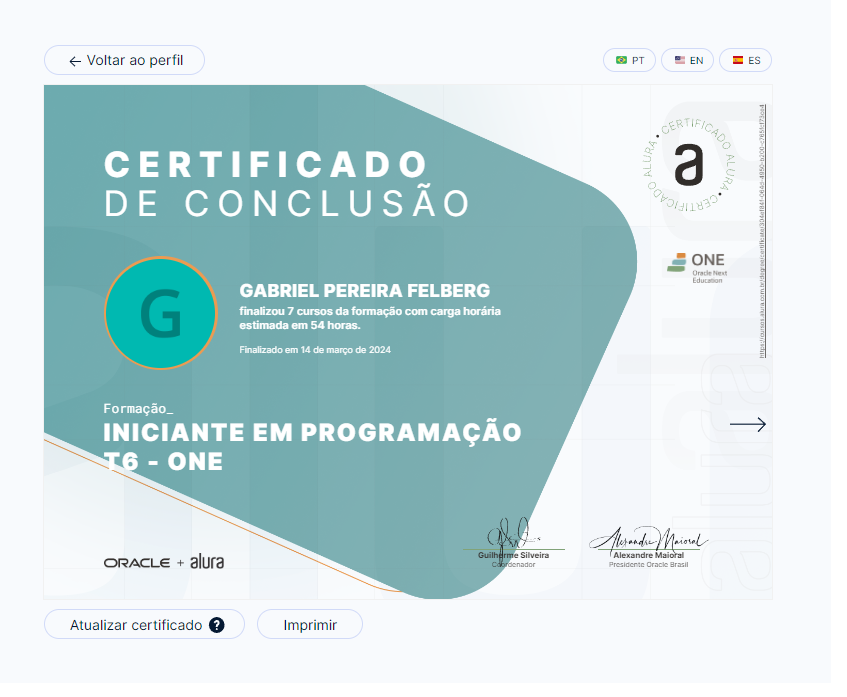 ← Voltar ao perfil
PT
EN
ES
CERTIFICADO
DE CONCLUSÃO
CERTIFICADO ALURA • CERTIFICADO ALURA •
a
ONE
Oracle Next
Education
G
GABRIEL PEREIRA FELBERG
finalizou 7 cursos da formação com carga horária
estimada em 54 horas.
Finalizado em 14 de março de 2024
Formação_
INICIANTE EM PROGRAMAÇÃO
T6 - ONE
ORACLE + alura
Guilherme Silveira
Coordenador
Alexandre Maioral
Alexandre Maioral
Presidente Oracle Brasil
alura
Atualizar certificado ?
Imprimir